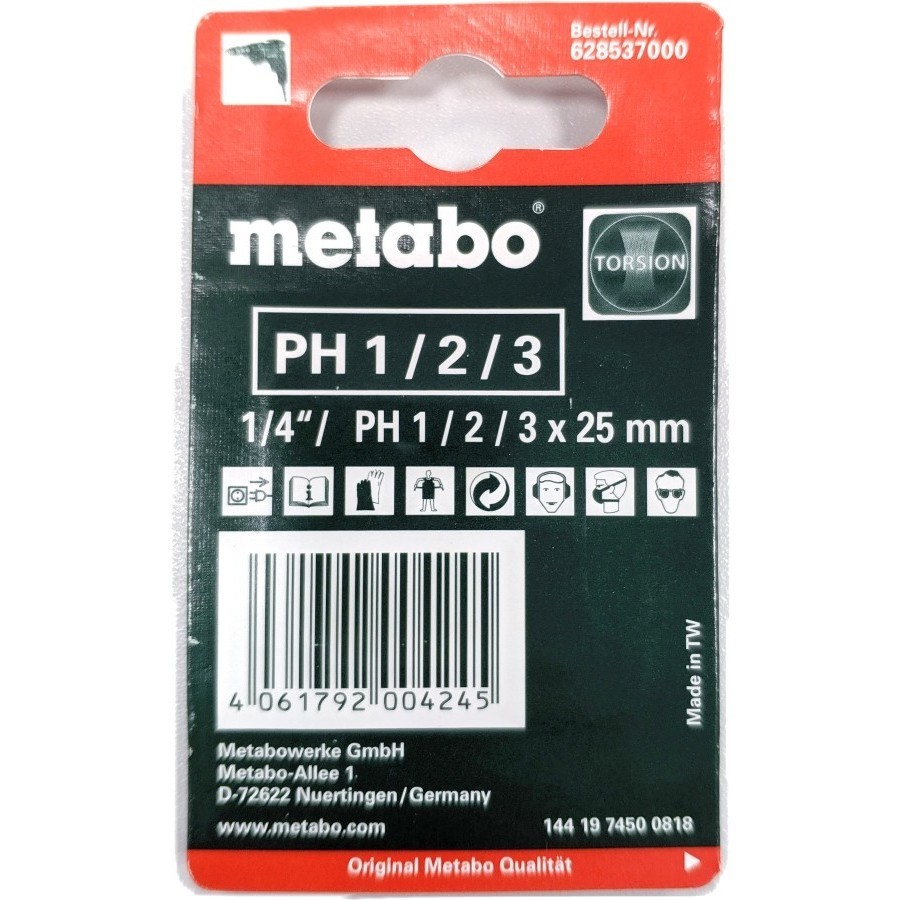 Bestell-Nr.
628537000
metabo®
TORSION
PH 1 / 2 / 3
1/4“/ PH 1 / 2 / 3 x 25 mm
4 061792 004245
Made in TW
Metabowerke GmbH
Metabo-Allee 1
D-72622 Nuertingen/Germany
www.metabo.com
144 19 7450 0818
Original Metabo Qualität